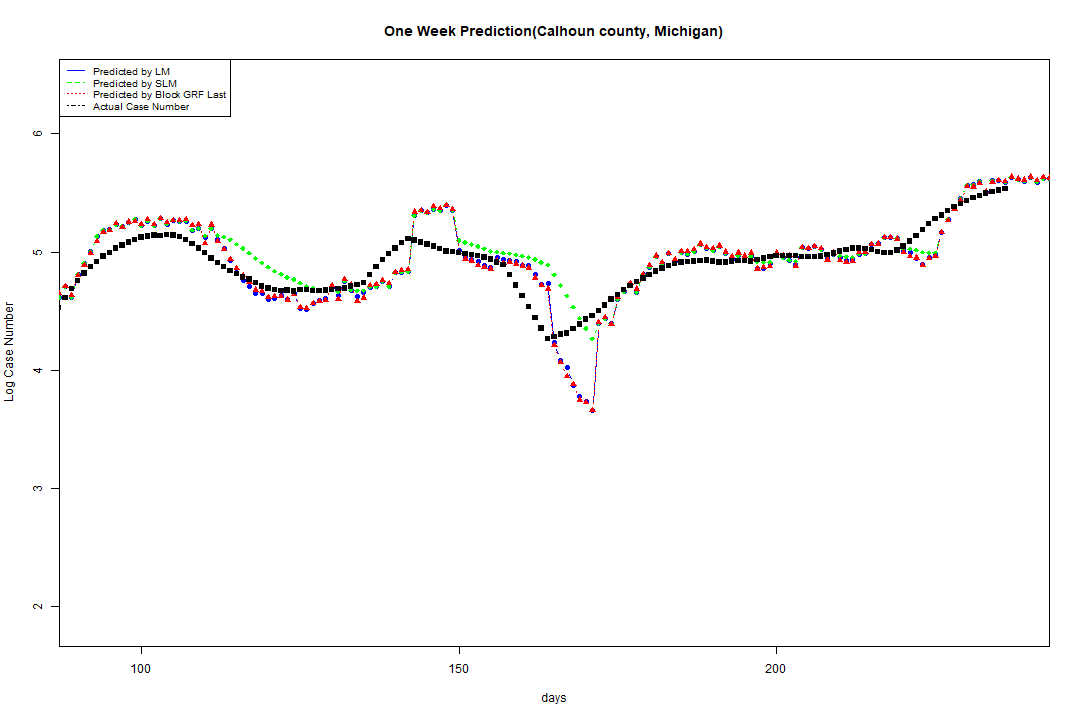 One Week Prediction(Calhoun county, Michigan)
Predicted by LM
Predicted by SLM
Predicted by Block GRF Last
Actual Case Number
Log Case Number
6
5
4
3
2
100 150 200
days